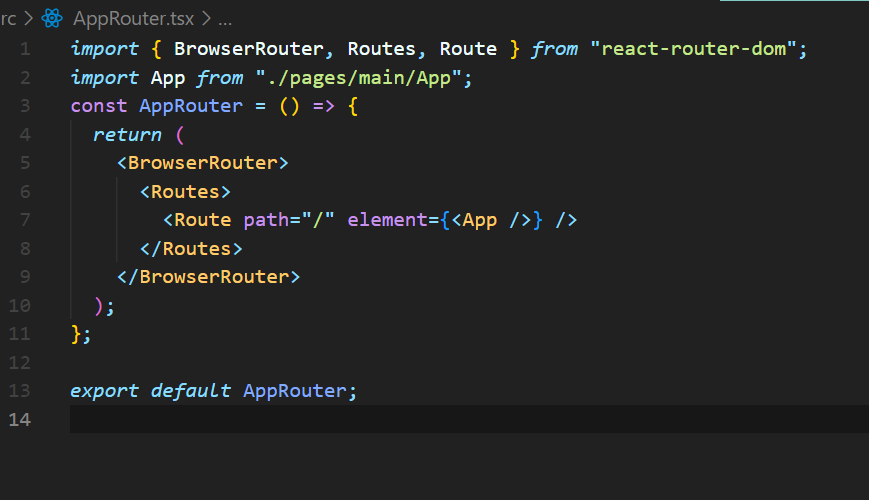 rc > AppRouter.tsx > ...
1 import { BrowserRouter, Routes, Route } from "react-router-dom";
2 import App from "./pages/main/App";
3 const AppRouter = () => {
4   return (
5     <BrowserRouter>
6       <Routes>
7         <Route path="/" element={<App />} />
8       </Routes>
9     </BrowserRouter>
10   );
11 };
12
13 export default AppRouter;
14